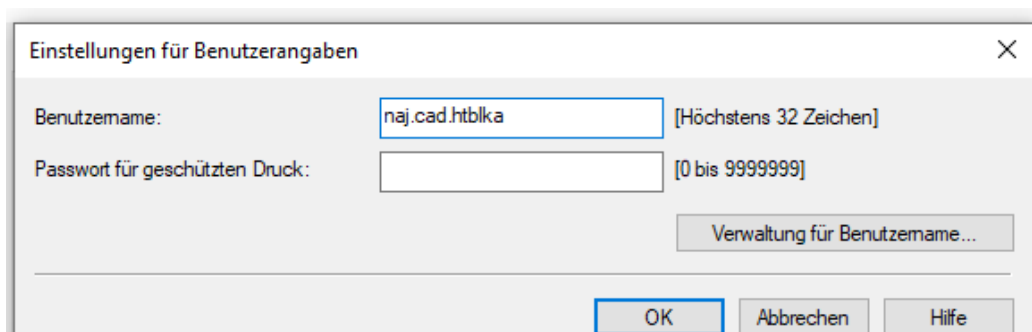 Einstellungen für Benutzerangaben
Benutzername: naj.cad.htblka [Höchstens 32 Zeichen]
Passwort für geschützten Druck: [0 bis 9999999]
Verwaltung für Benutzername...
OK Abbrechen Hilfe